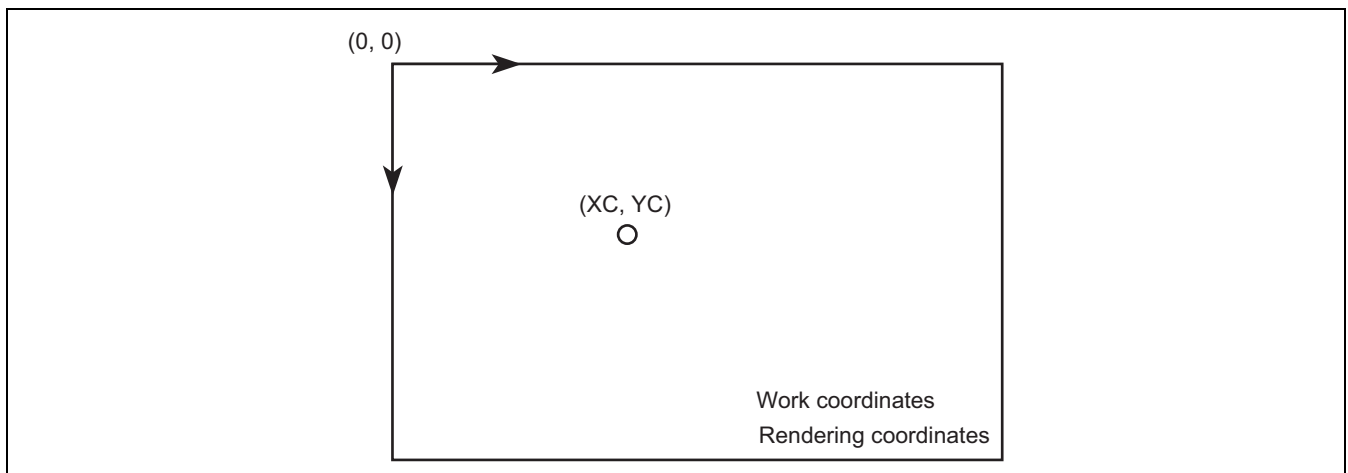 (0, 0)
(XC, YC)
Work coordinates
Rendering coordinates